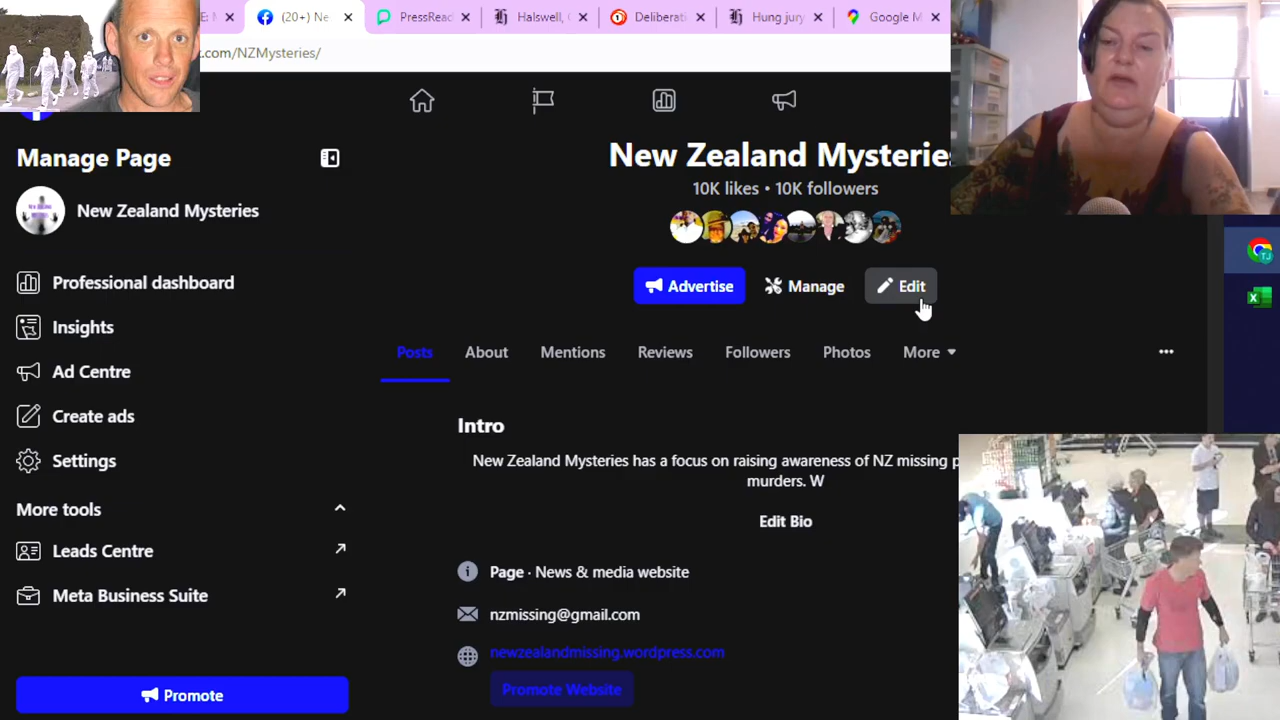 (20+) Ne
PressRead
Halswell, C
Deliberati
Hung jury
Google M
.com/NZMysteries/
Manage Page
New Zealand Mysteries
Professional dashboard
Insights
Ad Centre
Create ads
Settings
More tools
Leads Centre
Meta Business Suite
Promote
New Zealand Mysterie
10K likes • 10K followers
Advertise Manage Edit
Posts About Mentions Reviews Followers Photos More
Intro
New Zealand Mysteries has a focus on raising awareness of NZ missing p
murders. W
Edit Bio
Page · News & media website
nzmissing@gmail.com
newzealandmissing.wordpress.com
Promote Website